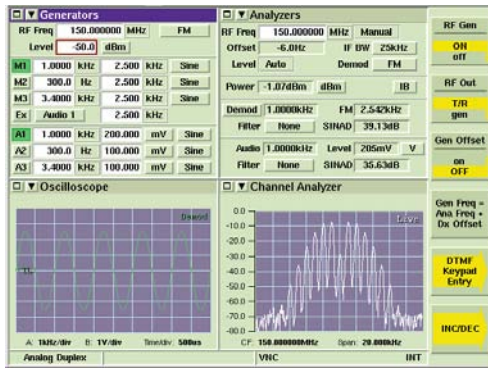 Generators
RF Freq 150.000000 MHz FM
Level -50.0 dBm
M1 1.0000 kHz 2.500 kHz Sine
M2 300.0 Hz 2.500 kHz Sine
M3 3.4000 kHz 2.500 kHz Sine
Ex Audio 1 2.500 kHz
A1 1.0000 kHz 200.000 mV Sine
A2 300.0 Hz 100.000 mV Sine
A3 3.4000 kHz 100.000 mV Sine
Analyzers
RF Freq 150.000000 MHz Manual
Offset -6.0Hz IF BW 25kHz
Level Auto Demod FM
Power -1.07dBm dBm IB
Demod 1.0000kHz FM 2.542kHz
Filter None SINAD 39.13dB
Audio 1.0000kHz Level 205mV V
Filter None SINAD 35.63dB
Oscilloscope
Demod
A: 1kHz/div B: 1V/div Time/div: 500us
Channel Analyzer
Live
0.0
-10.0
-20.0
-30.0
-40.0
-50.0
-60.0
-70.0
-80.0
CF: 150.000000MHz Span: 20.000kHz
RF Gen
ON
off
RF Out
T/R
gen
Gen Offset
on
OFF
Gen Freq =
Ana Freq +
Dx Offset
DTMF
Keypad
Entry
INC/DEC
Analog Duplex VNC INT